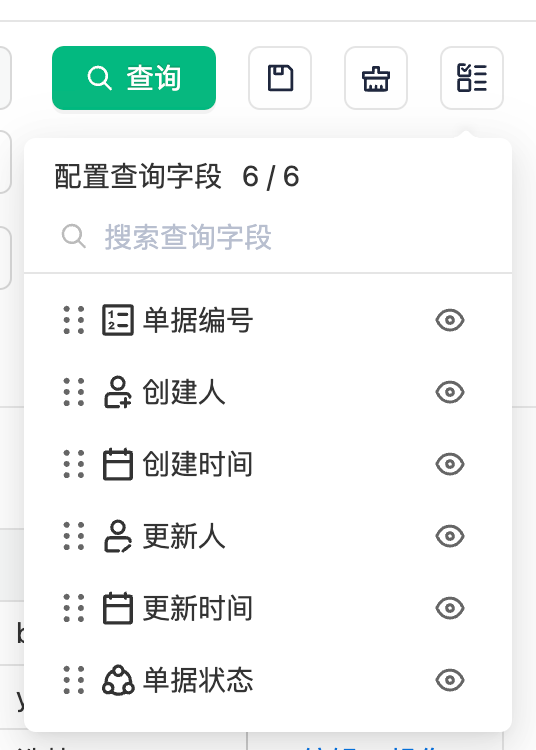 查询
配置查询字段 6 / 6
搜索查询字段
单据编号
创建人
创建时间
更新人
更新时间
单据状态